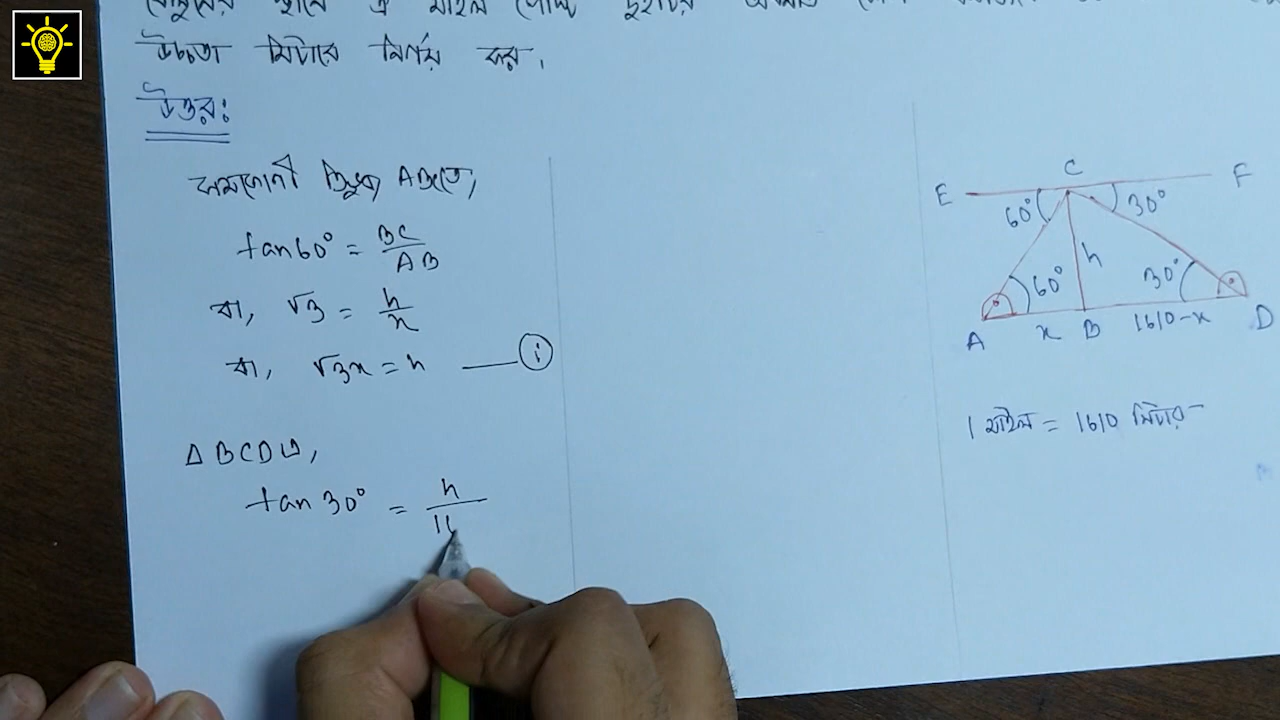 উচ্চতা মিটারে নির্ণয় কর।
উত্তরঃ
সমকোণী ত্রিভুজ ABCতে,
tan60° = BC/AB
বা, √3 = h/x
বা, √3x = h —— i
Δ BCD এ,
tan 30° = h/16
E C F
60° 30°
h
60° 30°
A x B 1610-x D
1 মাইল = 1610 মিটার